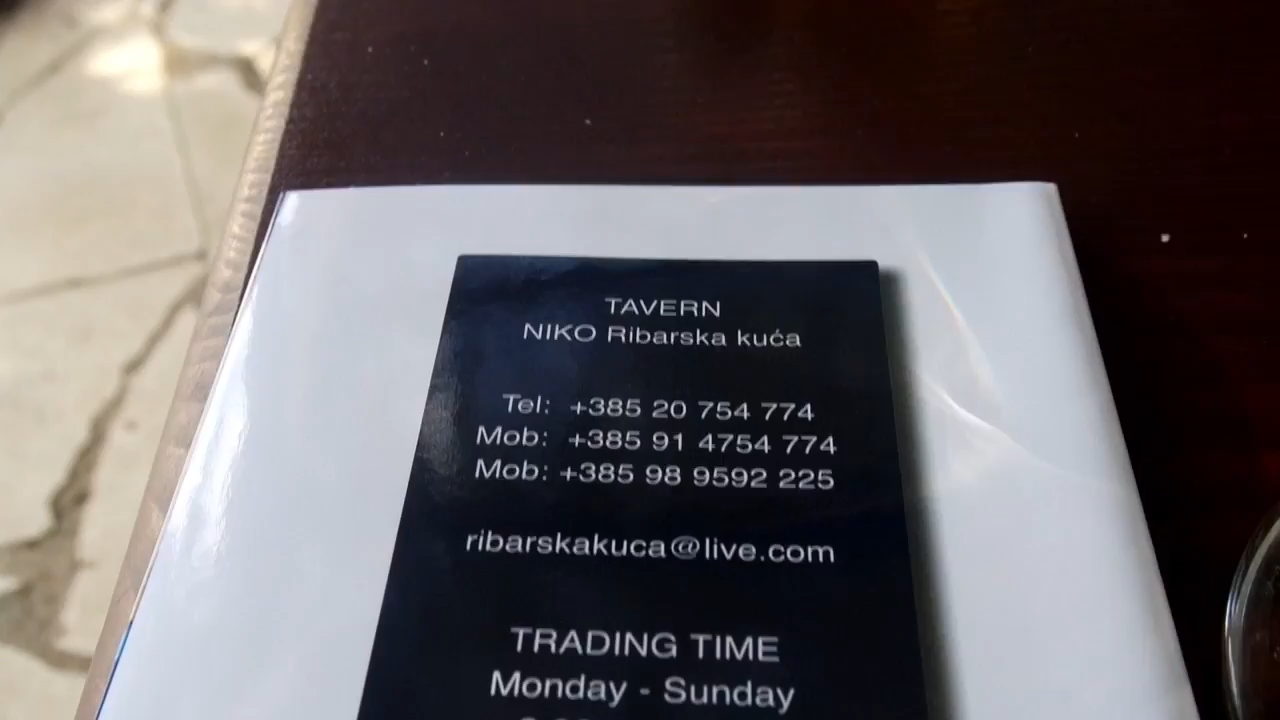 TAVERN
NIKO Ribarska kuća
Tel: +385 20 754 774
Mob: +385 91 4754 774
Mob: +385 98 9592 225
ribarskakuca@live.com
TRADING TIME
Monday - Sunday